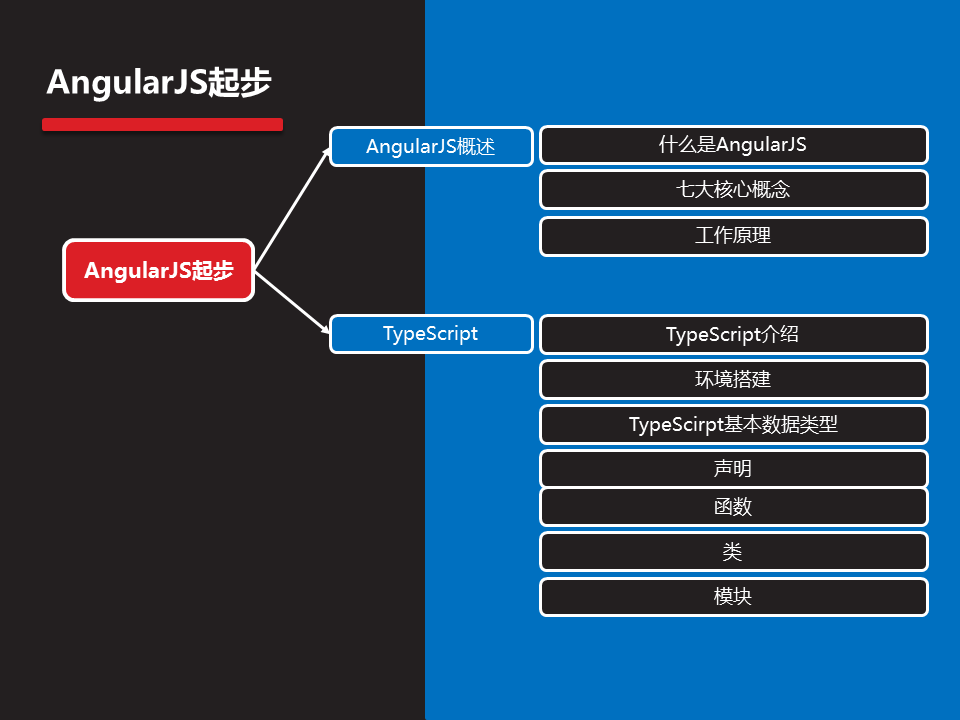 AngularJS起步
AngularJS起步
AngularJS概述
什么是AngularJS
七大核心概念
工作原理
TypeScript
TypeScript介绍
环境搭建
TypeScirpt基本数据类型
声明
函数
类
模块